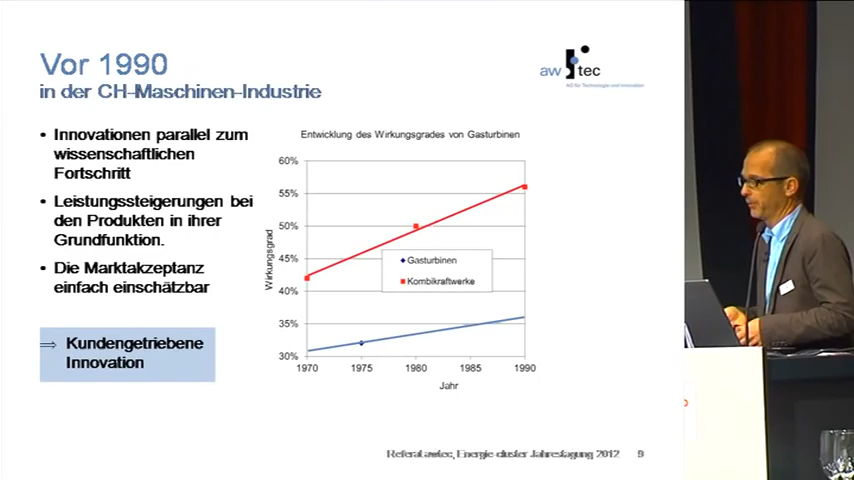 Vor 1990
in der CH-Maschinen-Industrie
aw tec
AG für Technologie und Innovation
• Innovationen parallel zum
wissenschaftlichen
Fortschritt
• Leistungssteigerungen bei
den Produkten in ihrer
Grundfunktion.
• Die Marktakzeptanz
einfach einschätzbar
⇒ Kundengetriebene
Innovation
Entwicklung des Wirkungsgrades von Gasturbinen
60%
55%
50%
45%
40%
35%
30%
Wirkungsgrad
Gasturbinen
Kombikraftwerke
1970 1975 1980 1985 1990
Jahr
Referat awtec, Energie-cluster Jahrestagung 2012 9